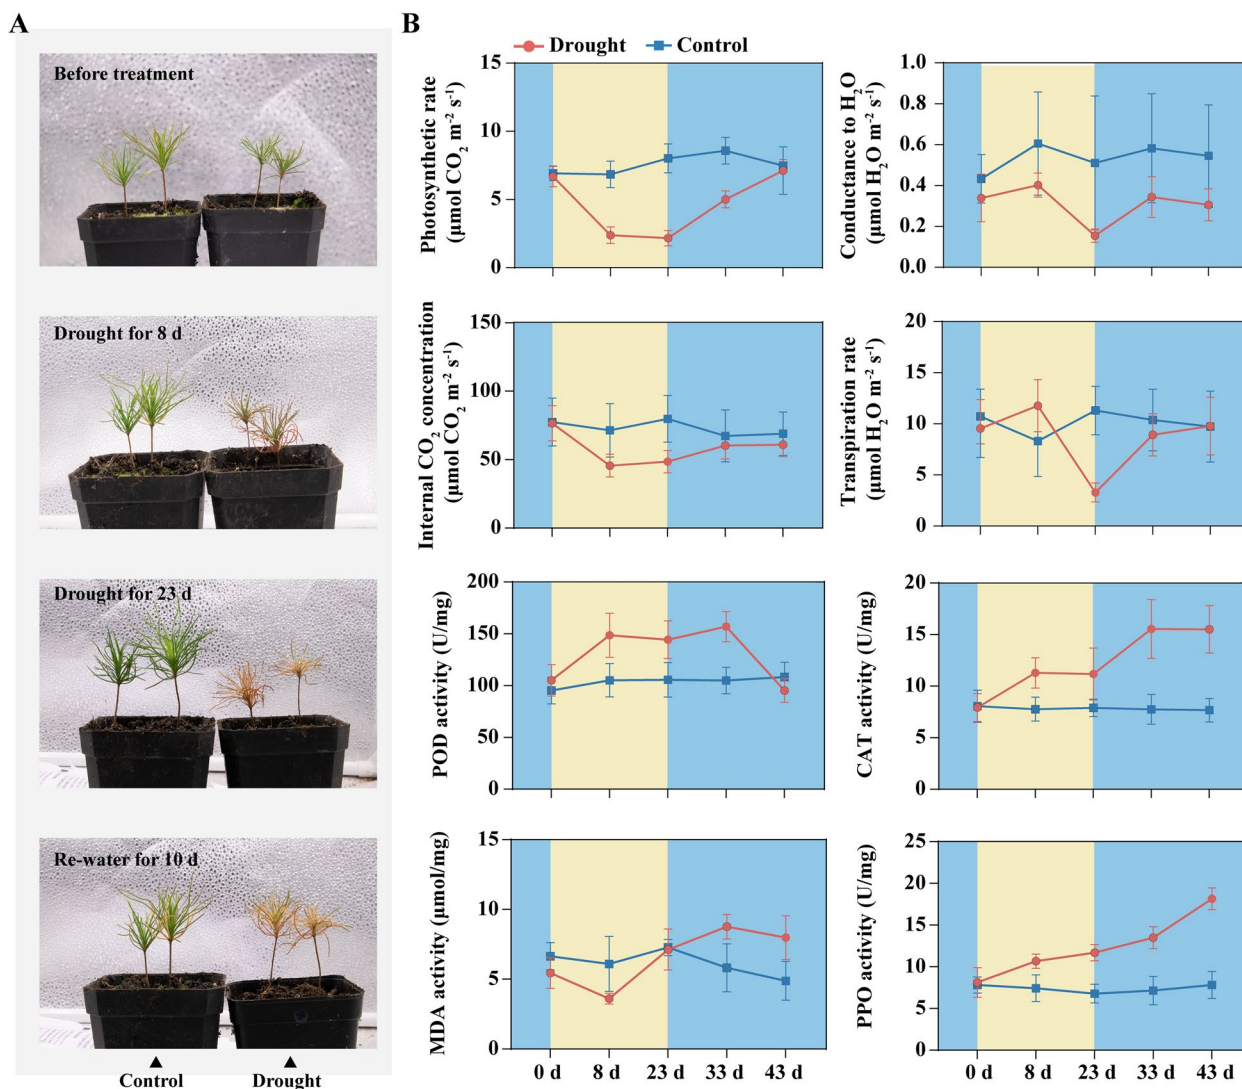 A
Before treatment
Drought for 8 d
Drought for 23 d
Re-water for 10 d
▲ ▲
Control Drought
B
Drought Control
Photosynthetic rate
(μmol CO₂ m⁻² s⁻¹)
15
10
5
0
Conductance to H₂O
(μmol H₂O m⁻² s⁻¹)
1.0
0.8
0.6
0.4
0.2
0.0
Internal CO₂ concentration
(μmol CO₂ m⁻² s⁻¹)
150
100
50
0
Transpiration rate
(μmol H₂O m⁻² s⁻¹)
20
15
10
5
0
POD activity (U/mg)
200
150
100
50
0
CAT activity (U/mg)
20
15
10
5
0
MDA activity (μmol/mg)
15
10
5
0
0 d 8 d 23 d 33 d 43 d
PPO activity (U/mg)
25
20
15
10
5
0
0 d 8 d 23 d 33 d 43 d